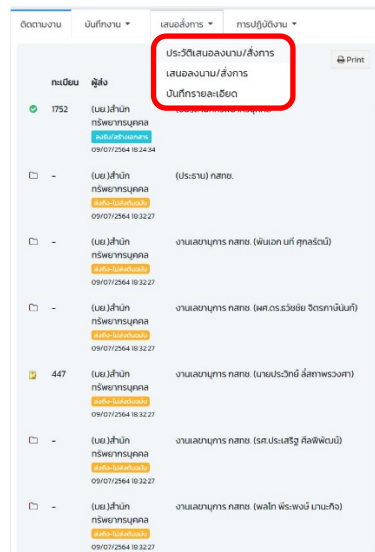 ติดตามงาน บันทึกงาน เสนอสั่งการ การปฏิบัติงาน
ประวัติเสนอลงนาม/สั่งการ
เสนอลงนาม/สั่งการ
บันทึกรายละเอียด
Print
ทะเบียน ผู้ส่ง
1752 (บย.)สำนัก
ทรัพยากรบุคคล
ลงรับ/สร้างเอกสาร
09/07/2564 18:24:34
- (บย.)สำนัก (ประธาน) กสทช.
ทรัพยากรบุคคล
ส่งถึง-ไม่ส่งต้นฉบับ
09/07/2564 18:32:27
- (บย.)สำนัก งานเลขานุการ กสทช. (พันเอก นที ศุกลรัตน์)
ทรัพยากรบุคคล
ส่งถึง-ไม่ส่งต้นฉบับ
09/07/2564 18:32:27
- (บย.)สำนัก งานเลขานุการ กสทช. (ผศ.ดร.ธวัชชัย จิตรภาษ์นันท์)
ทรัพยากรบุคคล
ส่งถึง-ไม่ส่งต้นฉบับ
09/07/2564 18:32:27
447 (บย.)สำนัก งานเลขานุการ กสทช. (นายประวิทย์ ลี่สถาพรวงศา)
ทรัพยากรบุคคล
ส่งถึง-ไม่ส่งต้นฉบับ
09/07/2564 18:32:27
- (บย.)สำนัก งานเลขานุการ กสทช. (รศ.ประเสริฐ ศีลพิพัฒน์)
ทรัพยากรบุคคล
ส่งถึง-ไม่ส่งต้นฉบับ
09/07/2564 18:32:27
- (บย.)สำนัก งานเลขานุการ กสทช. (พลโท พีระพงษ์ มานะกิจ)
ทรัพยากรบุคคล
ส่งถึง-ไม่ส่งต้นฉบับ
09/07/2564 18:32:27